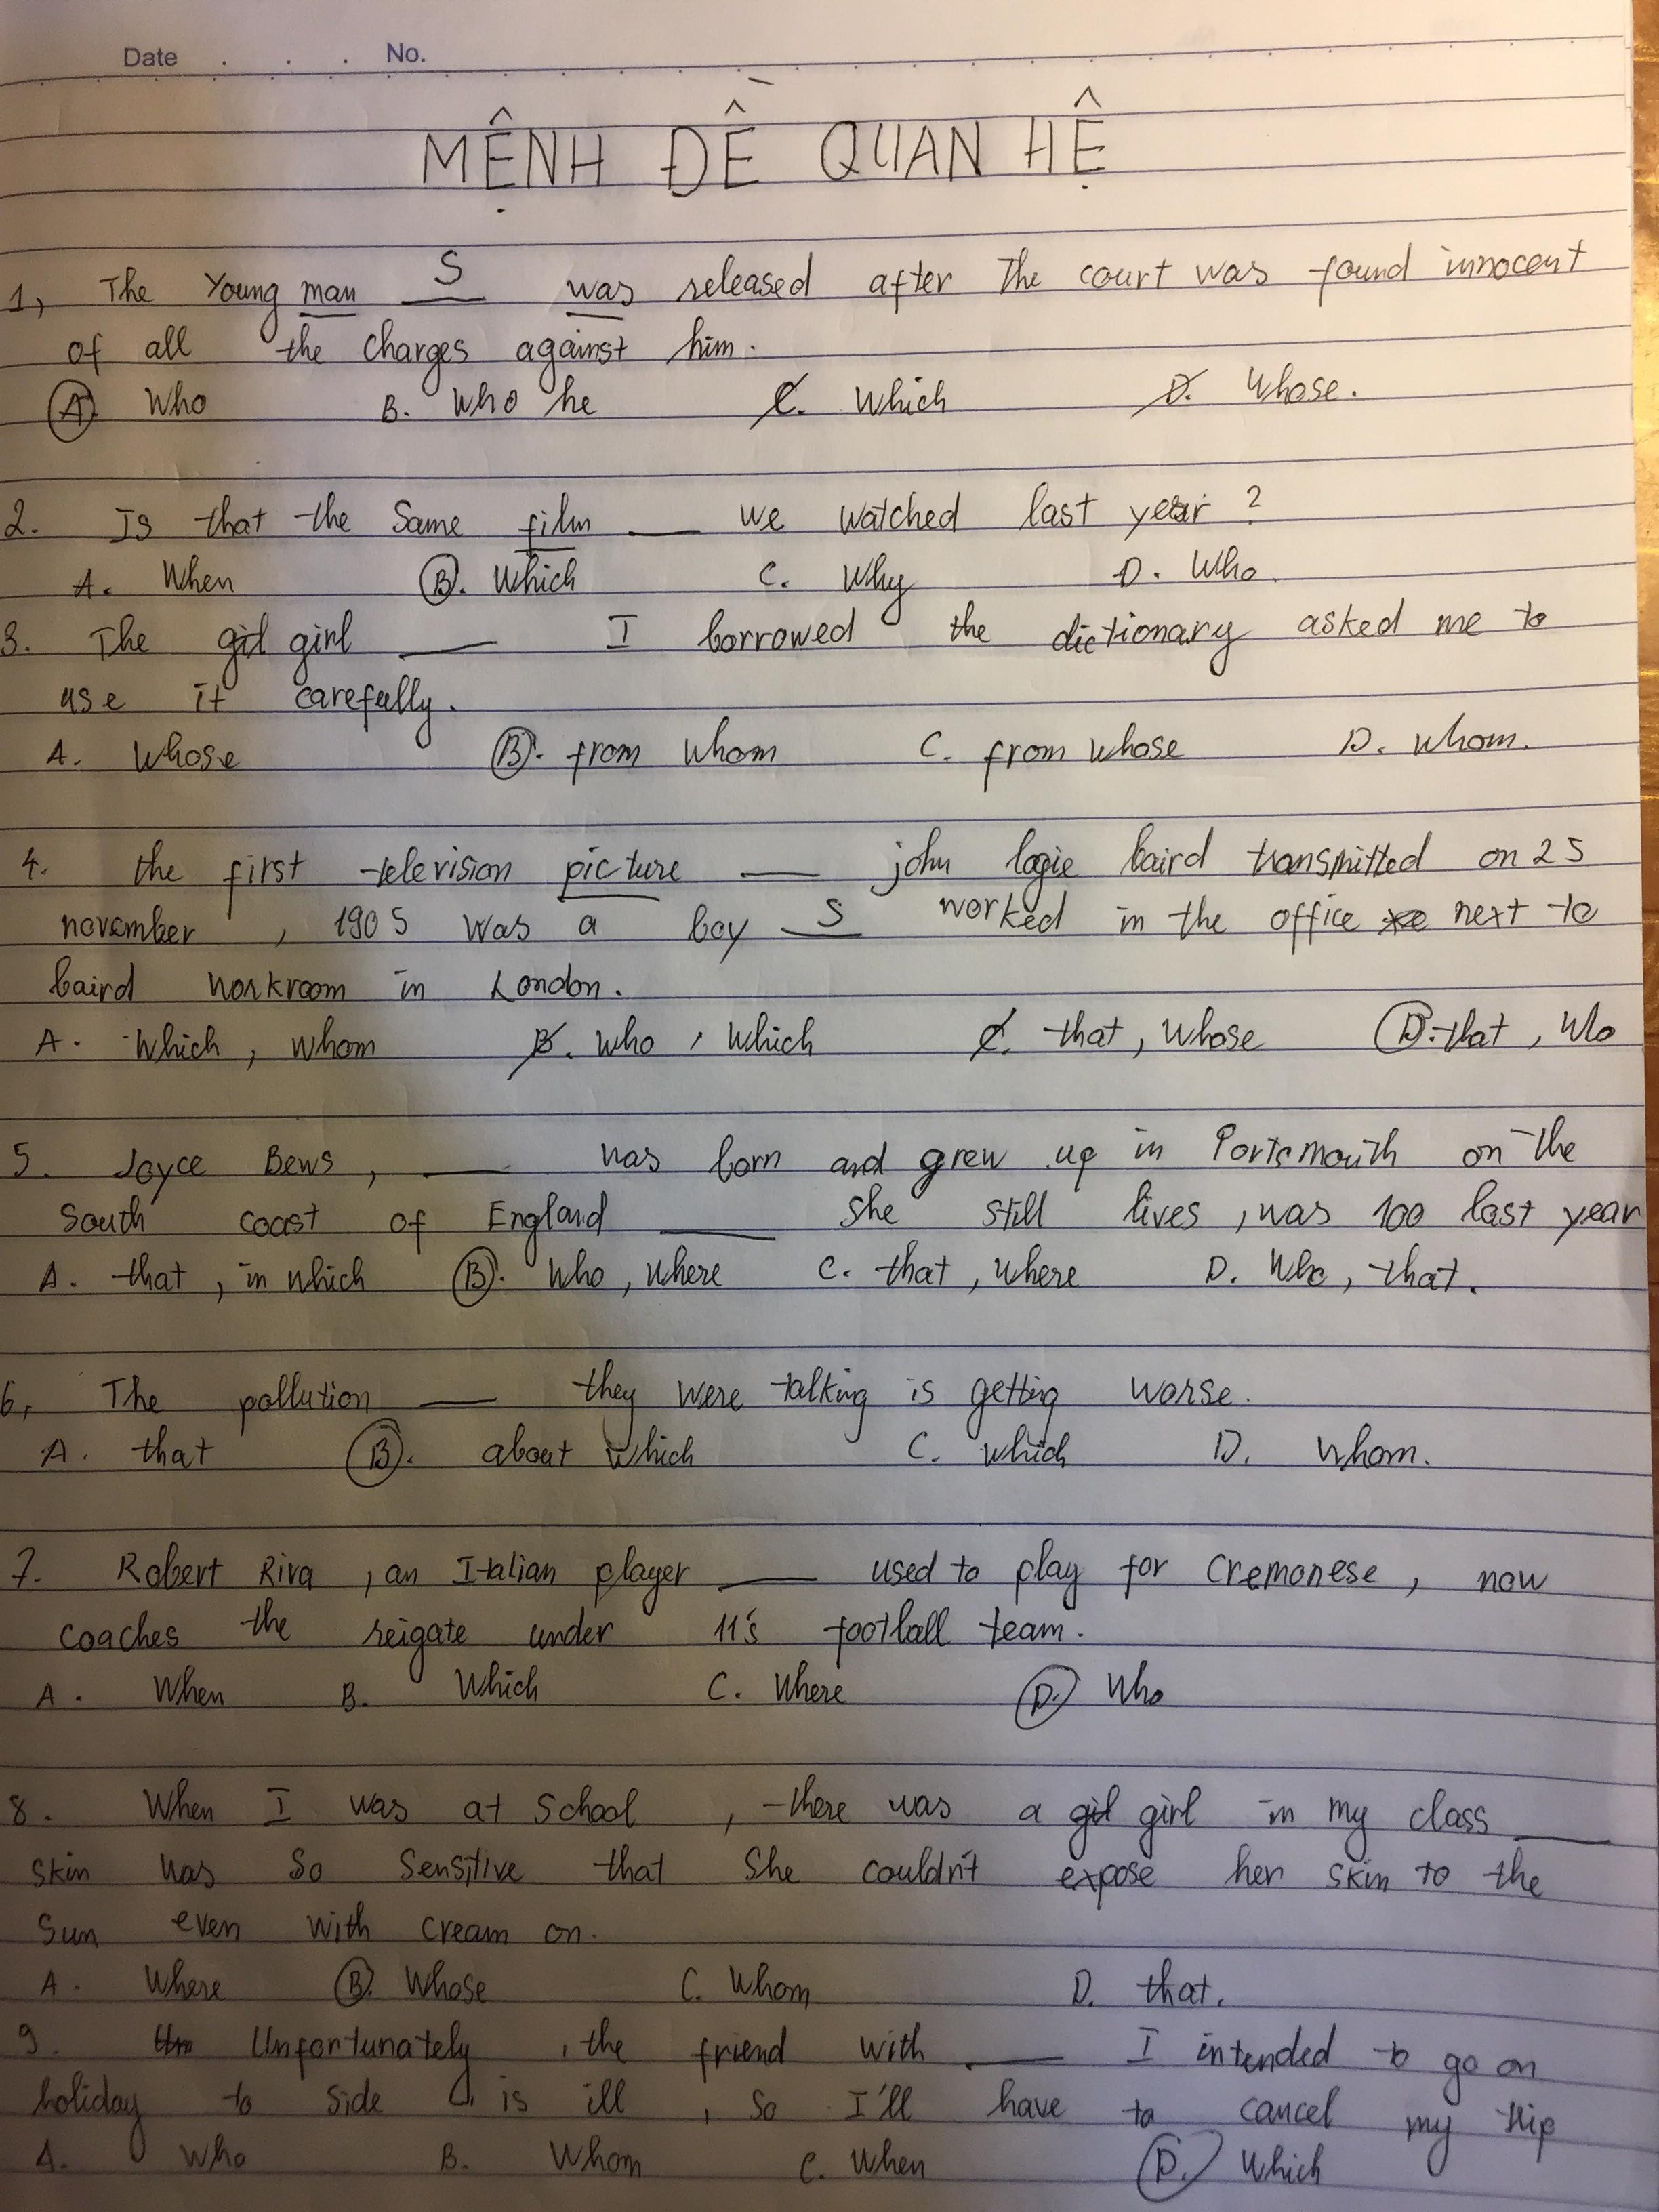 Date . . . No.
MỆNH ĐỀ QUAN HỆ
1, The Young man S was released after The court was found innocent
of all the charges against him.
A. Who B. Who he C. Which D. Whose.
2. Is that the Same film ___ we watched last year ?
A. When B. Which C. Why D. Who.
3. The gil girl ___ I borrowed the dictionary asked me to
use it carefully.
A. Whose B. from whom C. from whose D. whom.
4. the first television picture ___ john logie baird transmitted on 25
november , 1905 was a boy S worked in the office next to
baird workroom in London.
A. Which, whom B. who , which C. that, whose D. that, who
5. Joyce Bews, ___ was born and grew up in Portsmouth on the
South coast of England ___ she still lives , was 100 last year
A. that , in which B. Who, where C. that , where D. Who, that.
6, The pollution ___ they were talking is getting worse.
A. that B. about which C. which D. whom.
7. Robert Riva , an Italian player ___ used to play for Cremonese, now
coaches the reigate under 11's football team.
A. When B. Which C. Where D. Who
8. When I was at School , there was a gil girl in my class ___
Skin was so sensitive that she couldn't expose her skin to the
Sun even with cream on.
A. Where B. Whose C. Whom D. that.
9. Unfortunately , the friend with ___ I intended to go on
holiday to side is ill , so I'll have to cancel my trip
A. Who B. Whom C. When D. Which